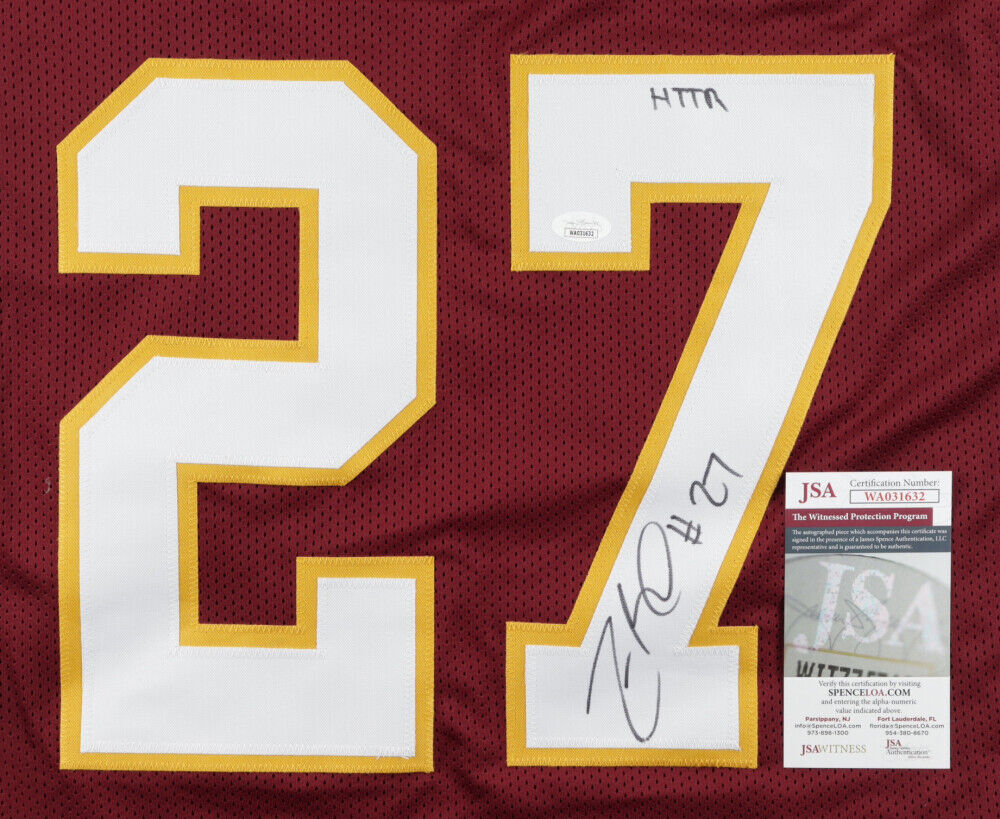 27
HTTR
WA031632
#27
JSA
Certification Number:
WA031632
The Witnessed Protection Program
The autographed piece which accompanies this certificate was
signed in the presence of a James Spence Authentication, LLC
representative and is guaranteed to be authentic.
JSA
Verify this certification by visiting
SPENCELOA.COM
and entering the alpha-numeric
value indicated above.
Parsippany, NJ Fort Lauderdale, FL
info@SpenceLOA.com florida@SpenceLOA.com
973-898-1300 954-380-8670
JSAWITNESS JSA Authentication